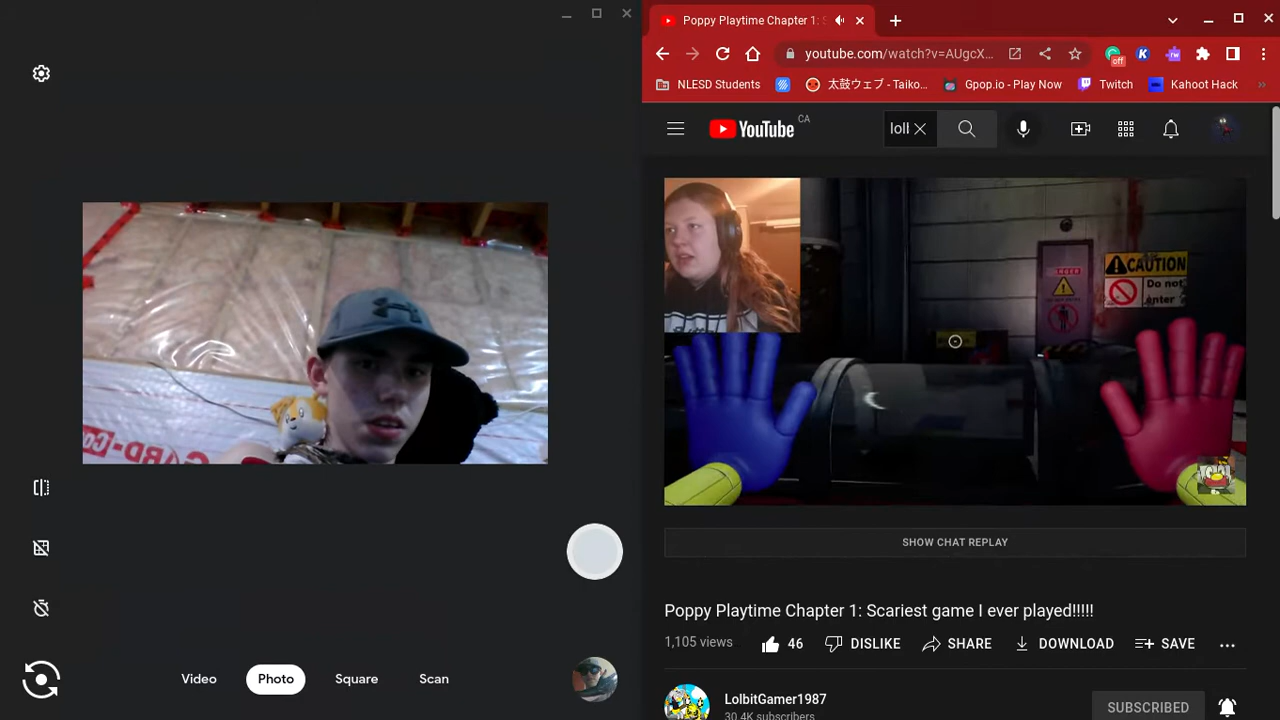 Poppy Playtime Chapter 1: S
youtube.com/watch?v=AUgcX…
off
NLESD Students
太鼓ウェブ - Taiko...
Gpop.io - Play Now
Twitch
Kahoot Hack
YouTube CA
loll
CAUTION
Do not
enter
SHOW CHAT REPLAY
Poppy Playtime Chapter 1: Scariest game I ever played!!!!!
1,105 views
46
DISLIKE
SHARE
DOWNLOAD
SAVE
Video
Photo
Square
Scan
LolbitGamer1987
30.4K subscribers
SUBSCRIBED